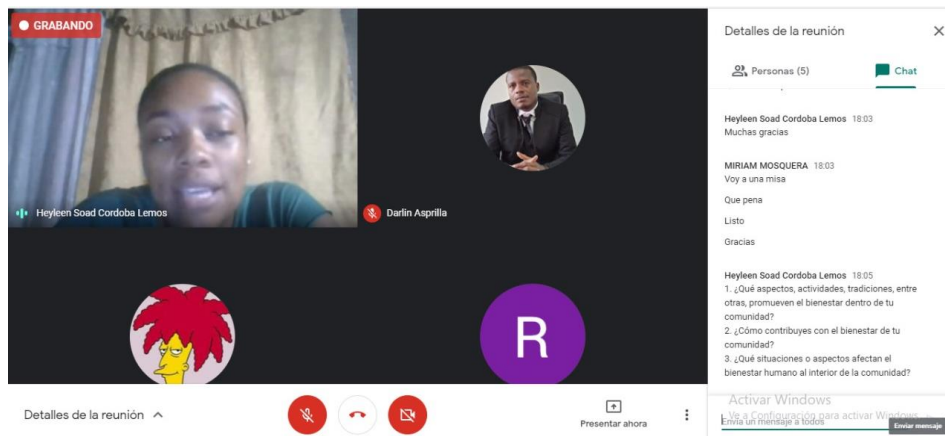 GRABANDO
Heyleen Soad Cordoba Lemos
Darlin Asprilla
R
Detalles de la reunión
Presentar ahora
Detalles de la reunión
Personas (5)
Chat
Heyleen Soad Cordoba Lemos 18:03
Muchas gracias
MIRIAM MOSQUERA 18:03
Voy a una misa
Que pena
Listo
Gracias
Heyleen Soad Cordoba Lemos 18:05
1. ¿Qué aspectos, actividades, tradiciones, entre
otras, promueven el bienestar dentro de tu
comunidad?
2. ¿Cómo contribuyes con el bienestar de tu
comunidad?
3. ¿Qué situaciones o aspectos afectan el
bienestar humano al interior de la comunidad?
Activar Windows
Ve a Configuración para activar Windows.
Envía un mensaje a todos
Enviar mensaje